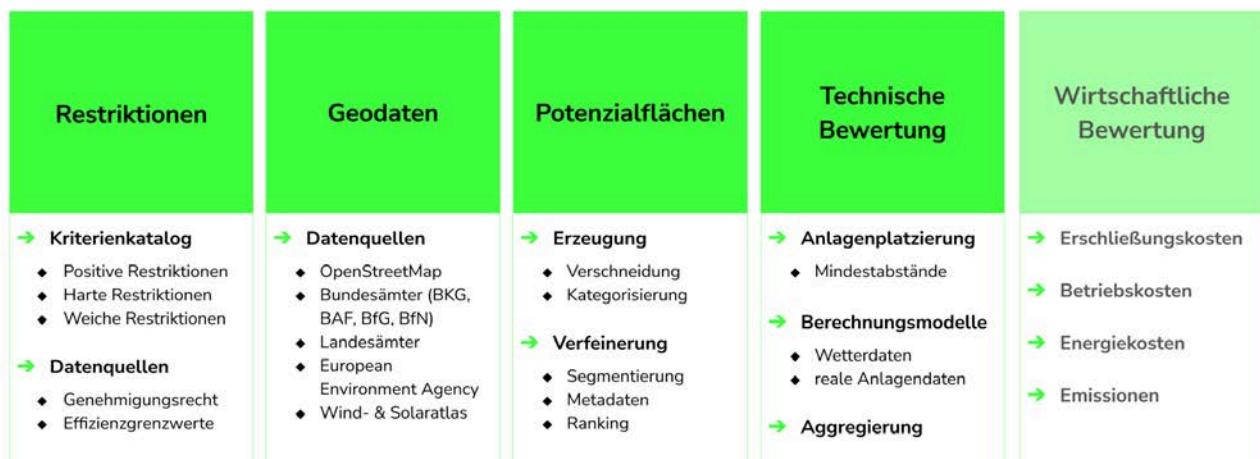 Restriktionen
➔ Kriterienkatalog
◆ Positive Restriktionen
◆ Harte Restriktionen
◆ Weiche Restriktionen
➔ Datenquellen
◆ Genehmigungsrecht
◆ Effizienzgrenzwerte
Geodaten
➔ Datenquellen
◆ OpenStreetMap
◆ Bundesämter (BKG,
BAF, BfG, BfN)
◆ Landesämter
◆ European
Environment Agency
◆ Wind- & Solaratlas
Potenzialflächen
➔ Erzeugung
◆ Verschneidung
◆ Kategorisierung
➔ Verfeinerung
◆ Segmentierung
◆ Metadaten
◆ Ranking
Technische
Bewertung
➔ Anlagenplatzierung
◆ Mindestabstände
➔ Berechnungsmodelle
◆ Wetterdaten
◆ reale Anlagendaten
➔ Aggregierung
Wirtschaftliche
Bewertung
➔ Erschließungskosten
➔ Betriebskosten
➔ Energiekosten
➔ Emissionen